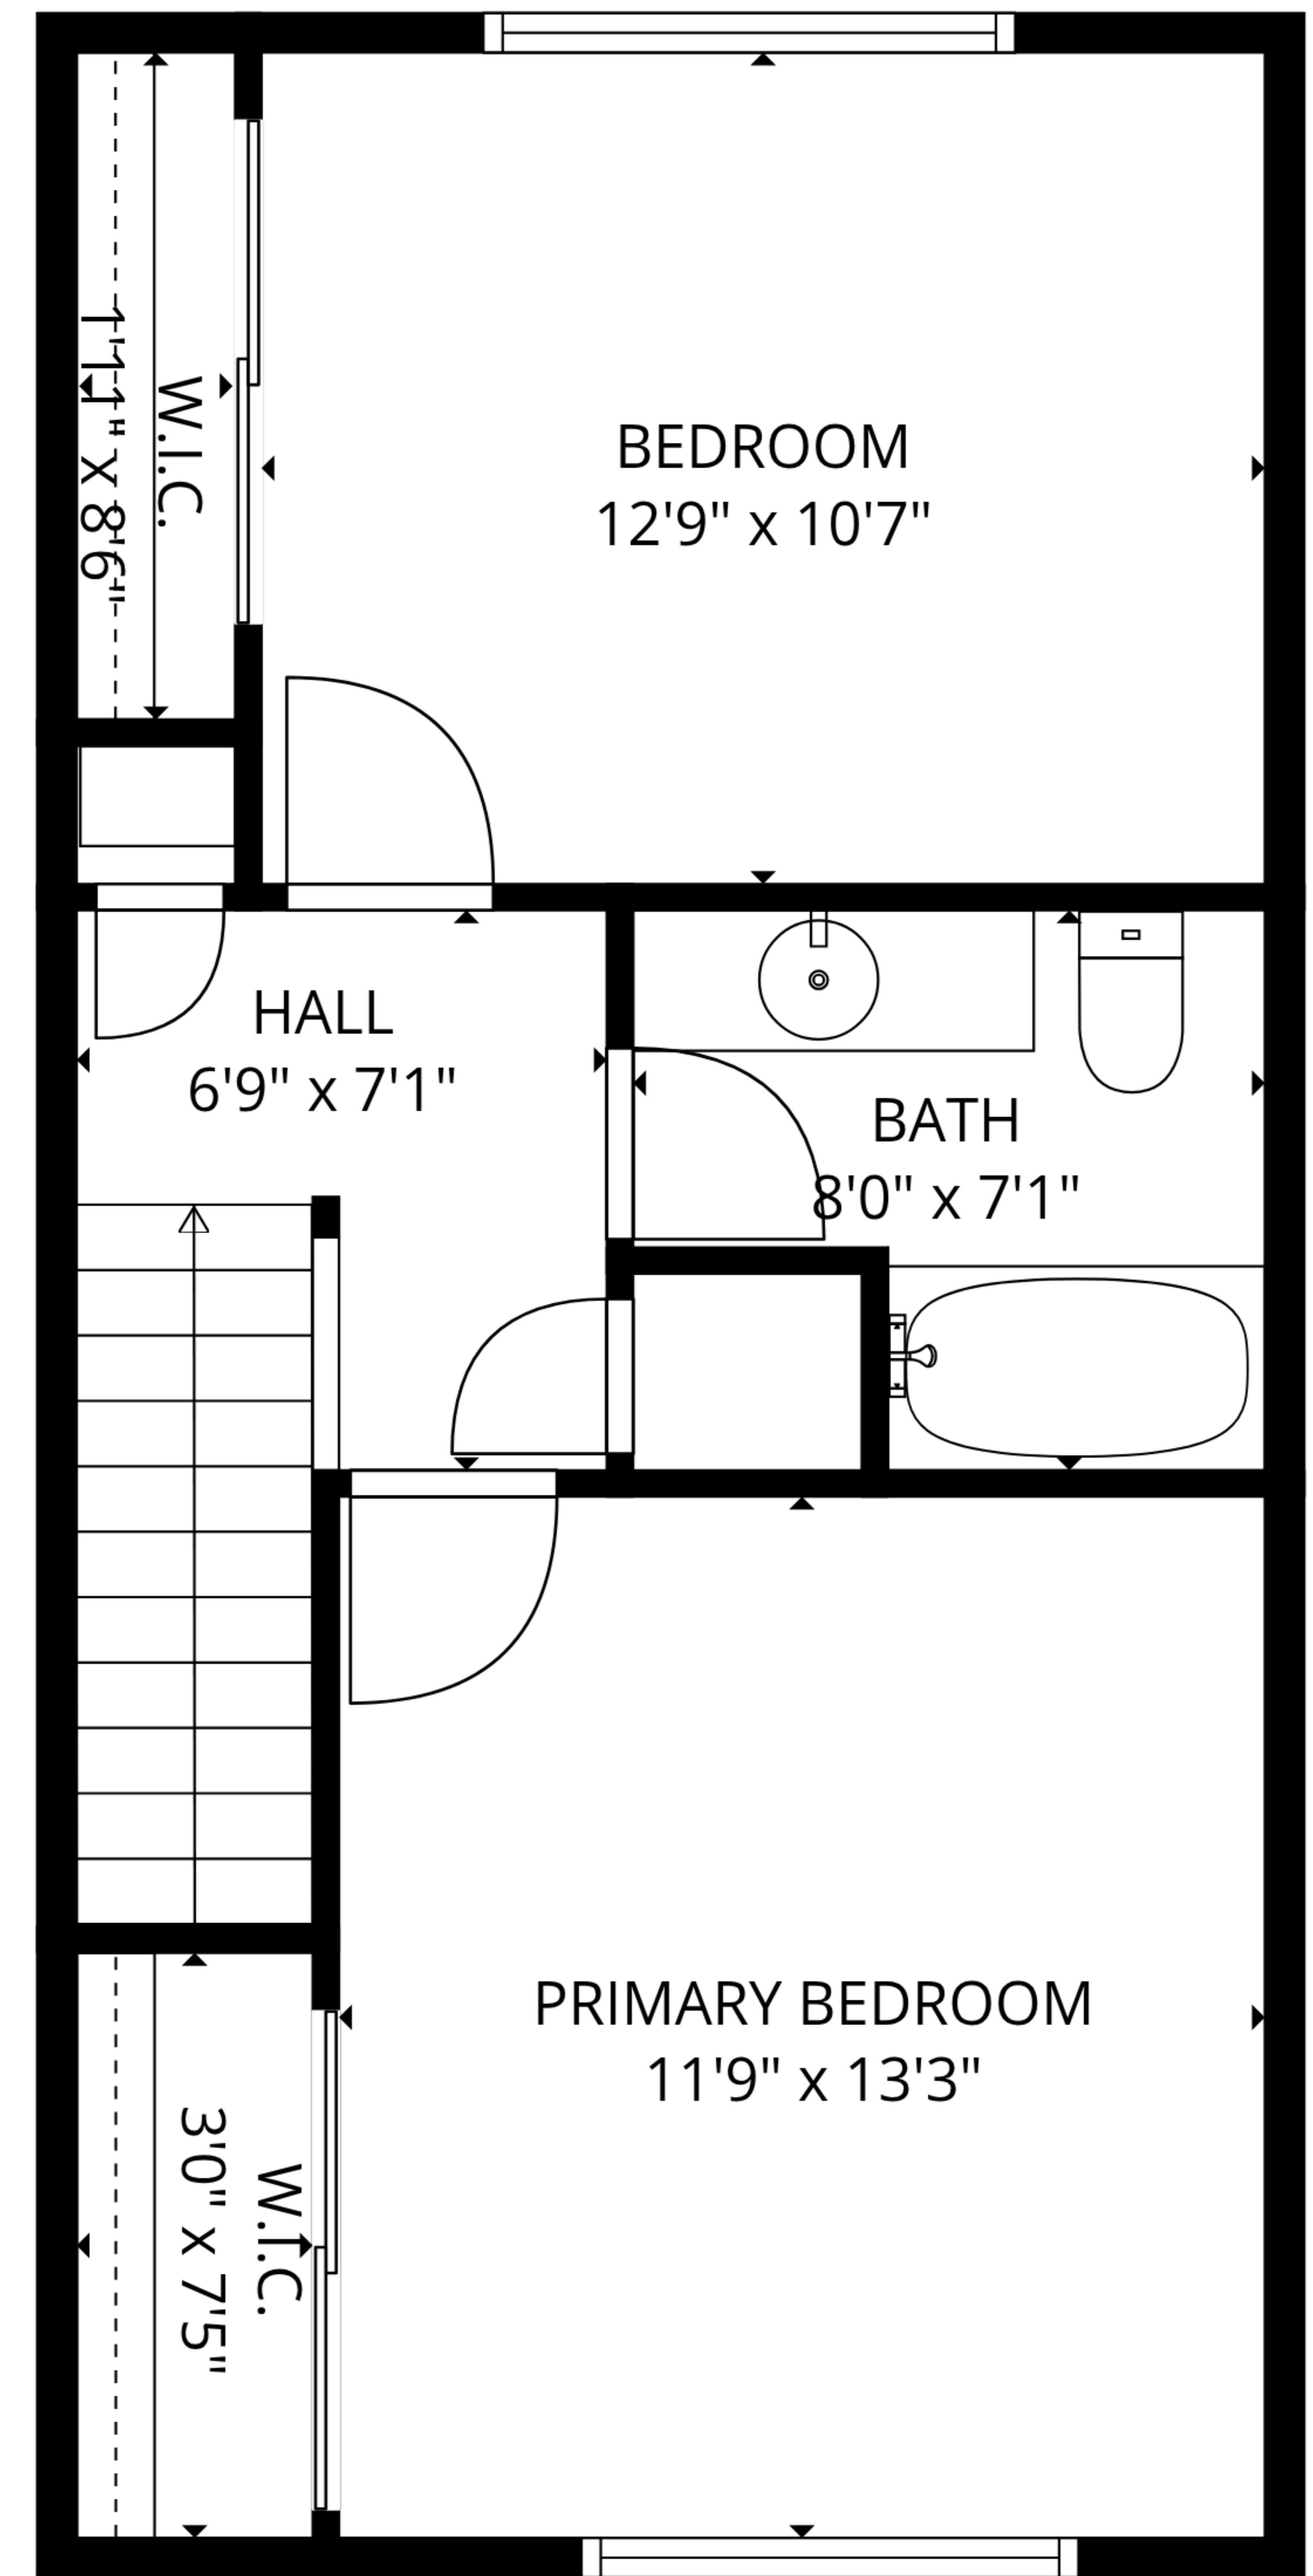 W.I.C.
1'11" x 8'6"
BEDROOM
12'9" x 10'7"
HALL
6'9" x 7'1"
BATH
8'0" x 7'1"
PRIMARY BEDROOM
11'9" x 13'3"
W.I.C.
3'0" x 7'5"